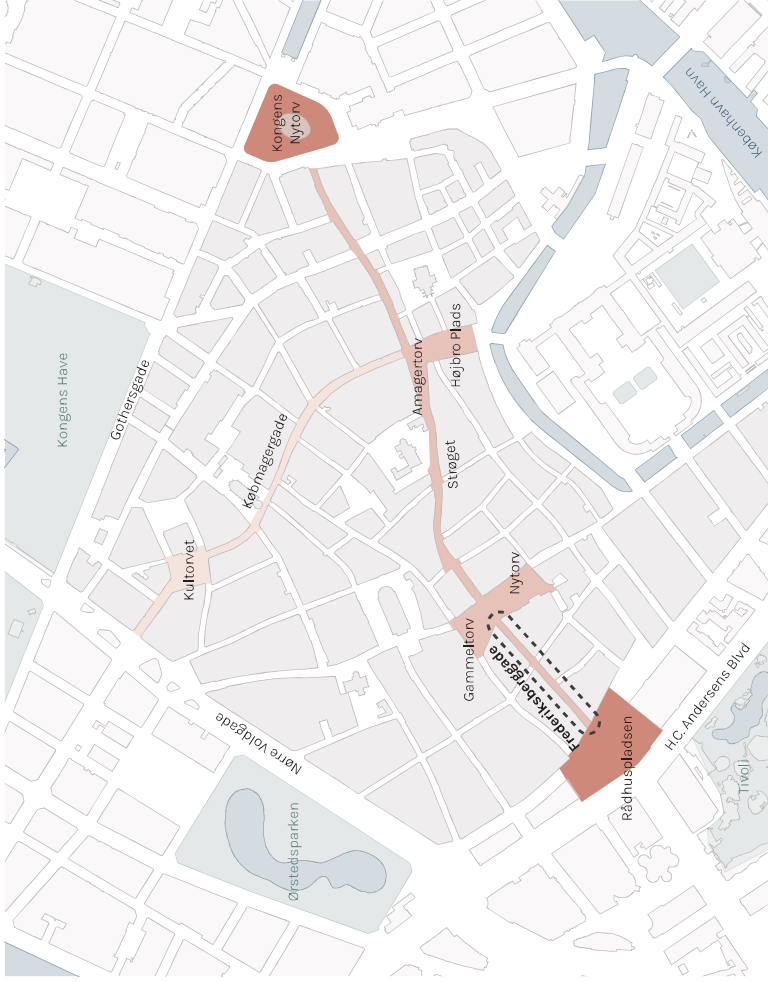 København Havn
Kongens
Nytorv
Kongens Have
Gothersgade
Højbro Plads
Amagertorv
Købmagergade
Strøget
Kultorvet
Nytorv
Gammeltorv
Frederiksberggade
Nørre Voldgade
H.C. Andersens Blvd
Rådhuspladsen
Tivoli
Ørstedsparken